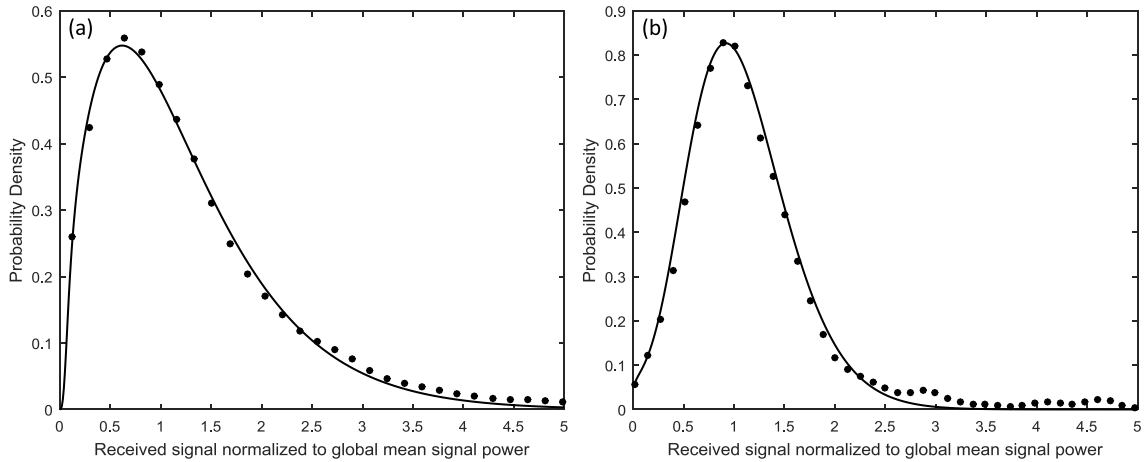 (a)
Probability Density
0.6
0.5
0.4
0.3
0.2
0.1
0
0 0.5 1 1.5 2 2.5 3 3.5 4 4.5 5
Received signal normalized to global mean signal power
(b)
Probability Density
0.9
0.8
0.7
0.6
0.5
0.4
0.3
0.2
0.1
0
0 0.5 1 1.5 2 2.5 3 3.5 4 4.5 5
Received signal normalized to global mean signal power